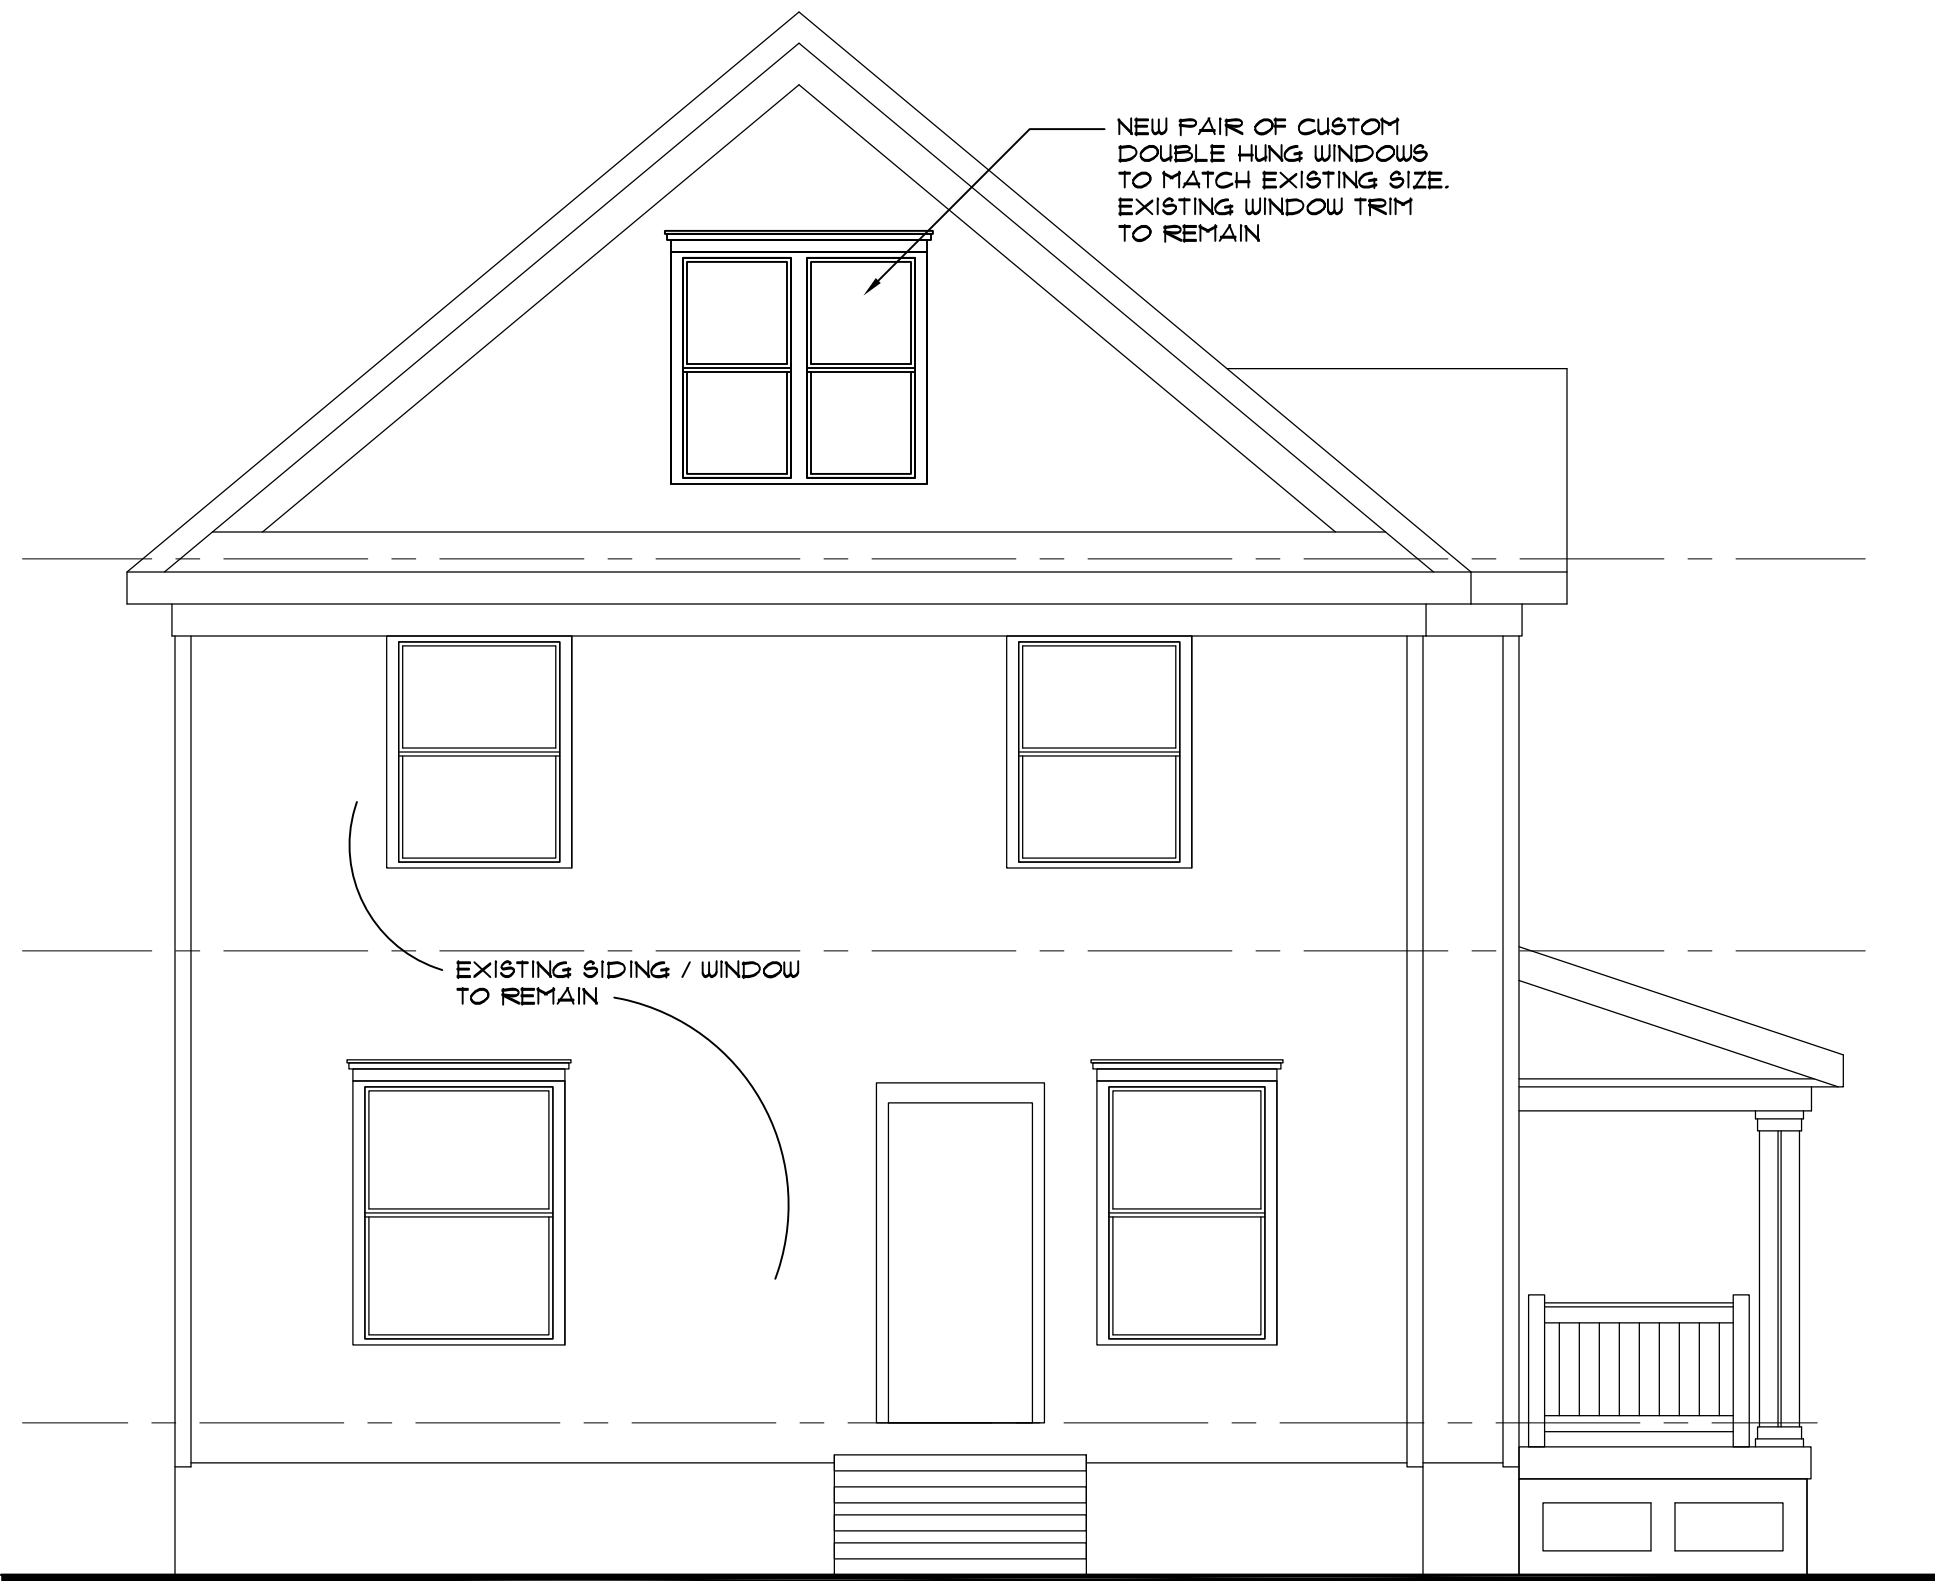 NEW PAIR OF CUSTOM
DOUBLE HUNG WINDOWS
TO MATCH EXISTING SIZE.
EXISTING WINDOW TRIM
TO REMAIN
EXISTING SIDING / WINDOW
TO REMAIN